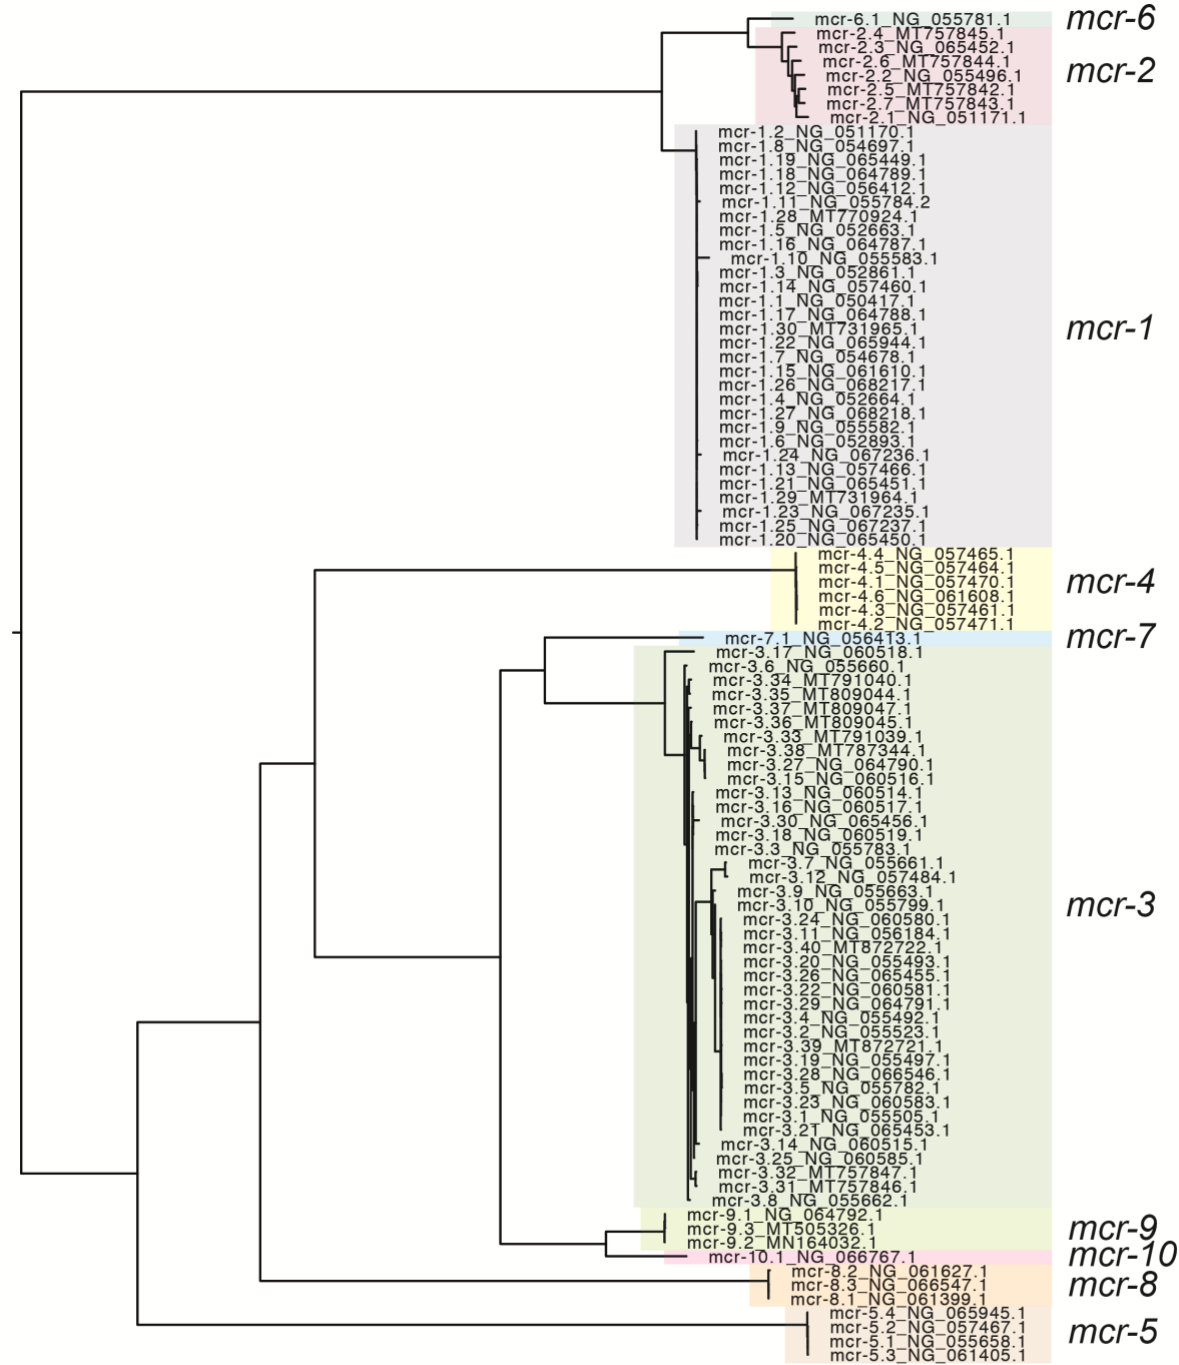 mcr-6.1_NG_055781.1
mcr-6
mcr-2.4_MT757845.1
mcr-2.3_NG_065452.1
mcr-2.6_MT757844.1
mcr-2
mcr-2.2_NG_055496.1
mcr-2.5_MT757842.1
mcr-2.7_MT757843.1
mcr-2.1_NG_051171.1
mcr-1.2_NG_051170.1
mcr-1.8_NG_054697.1
mcr-1.19_NG_065449.1
mcr-1.18_NG_064789.1
mcr-1.12_NG_056412.1
mcr-1.11_NG_055784.2
mcr-1.28_MT770924.1
mcr-1.5_NG_052663.1
mcr-1.16_NG_064787.1
mcr-1.10_NG_055583.1
mcr-1.3_NG_052861.1
mcr-1.14_NG_057460.1
mcr-1.1_NG_050417.1
mcr-1.17_NG_064788.1
mcr-1.30_MT731965.1
mcr-1
mcr-1.22_NG_065944.1
mcr-1.7_NG_054678.1
mcr-1.15_NG_061610.1
mcr-1.26_NG_068217.1
mcr-1.4_NG_052664.1
mcr-1.27_NG_068218.1
mcr-1.9_NG_055582.1
mcr-1.6_NG_052893.1
mcr-1.24_NG_067236.1
mcr-1.13_NG_057466.1
mcr-1.21_NG_065451.1
mcr-1.29_MT731964.1
mcr-1.23_NG_067235.1
mcr-1.25_NG_067237.1
mcr-1.20_NG_065450.1
mcr-4.4_NG_057465.1
mcr-4.5_NG_057464.1
mcr-4.1_NG_057470.1
mcr-4
mcr-4.6_NG_061608.1
mcr-4.3_NG_057461.1
mcr-4.2_NG_057471.1
mcr-7.1_NG_056413.1
mcr-7
mcr-3.17_NG_060518.1
mcr-3.6_NG_055660.1
mcr-3.34_MT791040.1
mcr-3.35_MT809044.1
mcr-3.37_MT809047.1
mcr-3.36_MT809045.1
mcr-3.33_MT791039.1
mcr-3.38_MT787344.1
mcr-3.27_NG_064790.1
mcr-3.15_NG_060516.1
mcr-3.13_NG_060514.1
mcr-3.16_NG_060517.1
mcr-3.30_NG_065456.1
mcr-3.18_NG_060519.1
mcr-3.3_NG_055783.1
mcr-3.7_NG_055661.1
mcr-3.12_NG_057484.1
mcr-3.9_NG_055663.1
mcr-3.10_NG_055799.1
mcr-3
mcr-3.24_NG_060580.1
mcr-3.11_NG_056184.1
mcr-3.40_MT872722.1
mcr-3.20_NG_055493.1
mcr-3.26_NG_065455.1
mcr-3.22_NG_060581.1
mcr-3.29_NG_064791.1
mcr-3.4_NG_055492.1
mcr-3.2_NG_055523.1
mcr-3.39_MT872721.1
mcr-3.19_NG_055497.1
mcr-3.28_NG_066546.1
mcr-3.5_NG_055782.1
mcr-3.23_NG_060583.1
mcr-3.1_NG_055505.1
mcr-3.21_NG_065453.1
mcr-3.14_NG_060515.1
mcr-3.25_NG_060585.1
mcr-3.32_MT757847.1
mcr-3.31_MT757846.1
mcr-3.8_NG_055662.1
mcr-9.1_NG_064792.1
mcr-9.3_MT505326.1
mcr-9
mcr-9.2_MN164032.1
mcr-10.1_NG_066767.1
mcr-10
mcr-8.2_NG_061627.1
mcr-8.3_NG_066547.1
mcr-8
mcr-8.1_NG_061399.1
mcr-5.4_NG_065945.1
mcr-5.2_NG_057467.1
mcr-5
mcr-5.1_NG_055658.1
mcr-5.3_NG_061405.1